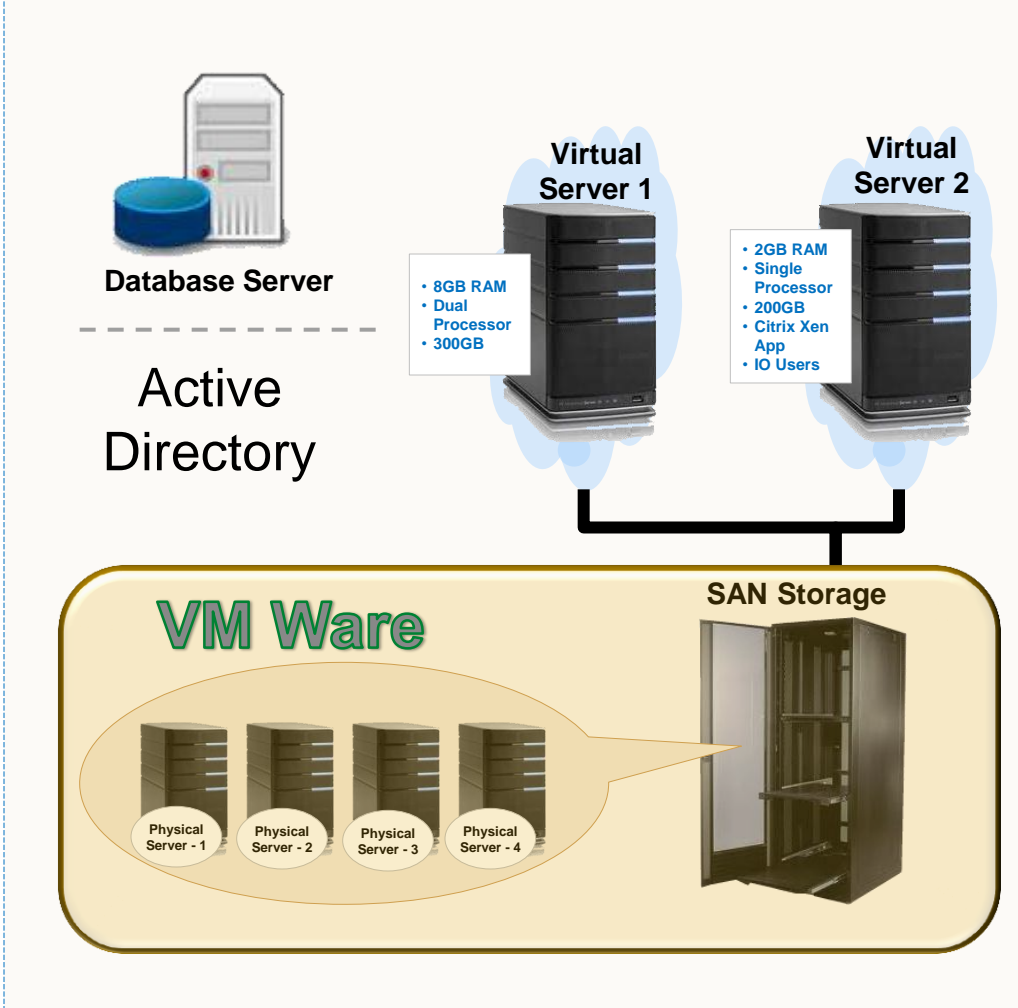 Database Server
Active
Directory
Virtual
Server 1
• 8GB RAM
• Dual
Processor
• 300GB
Virtual
Server 2
• 2GB RAM
• Single
Processor
• 200GB
• Citrix Xen
App
• IO Users
VM Ware
SAN Storage
Physical
Server - 1
Physical
Server - 2
Physical
Server - 3
Physical
Server - 4